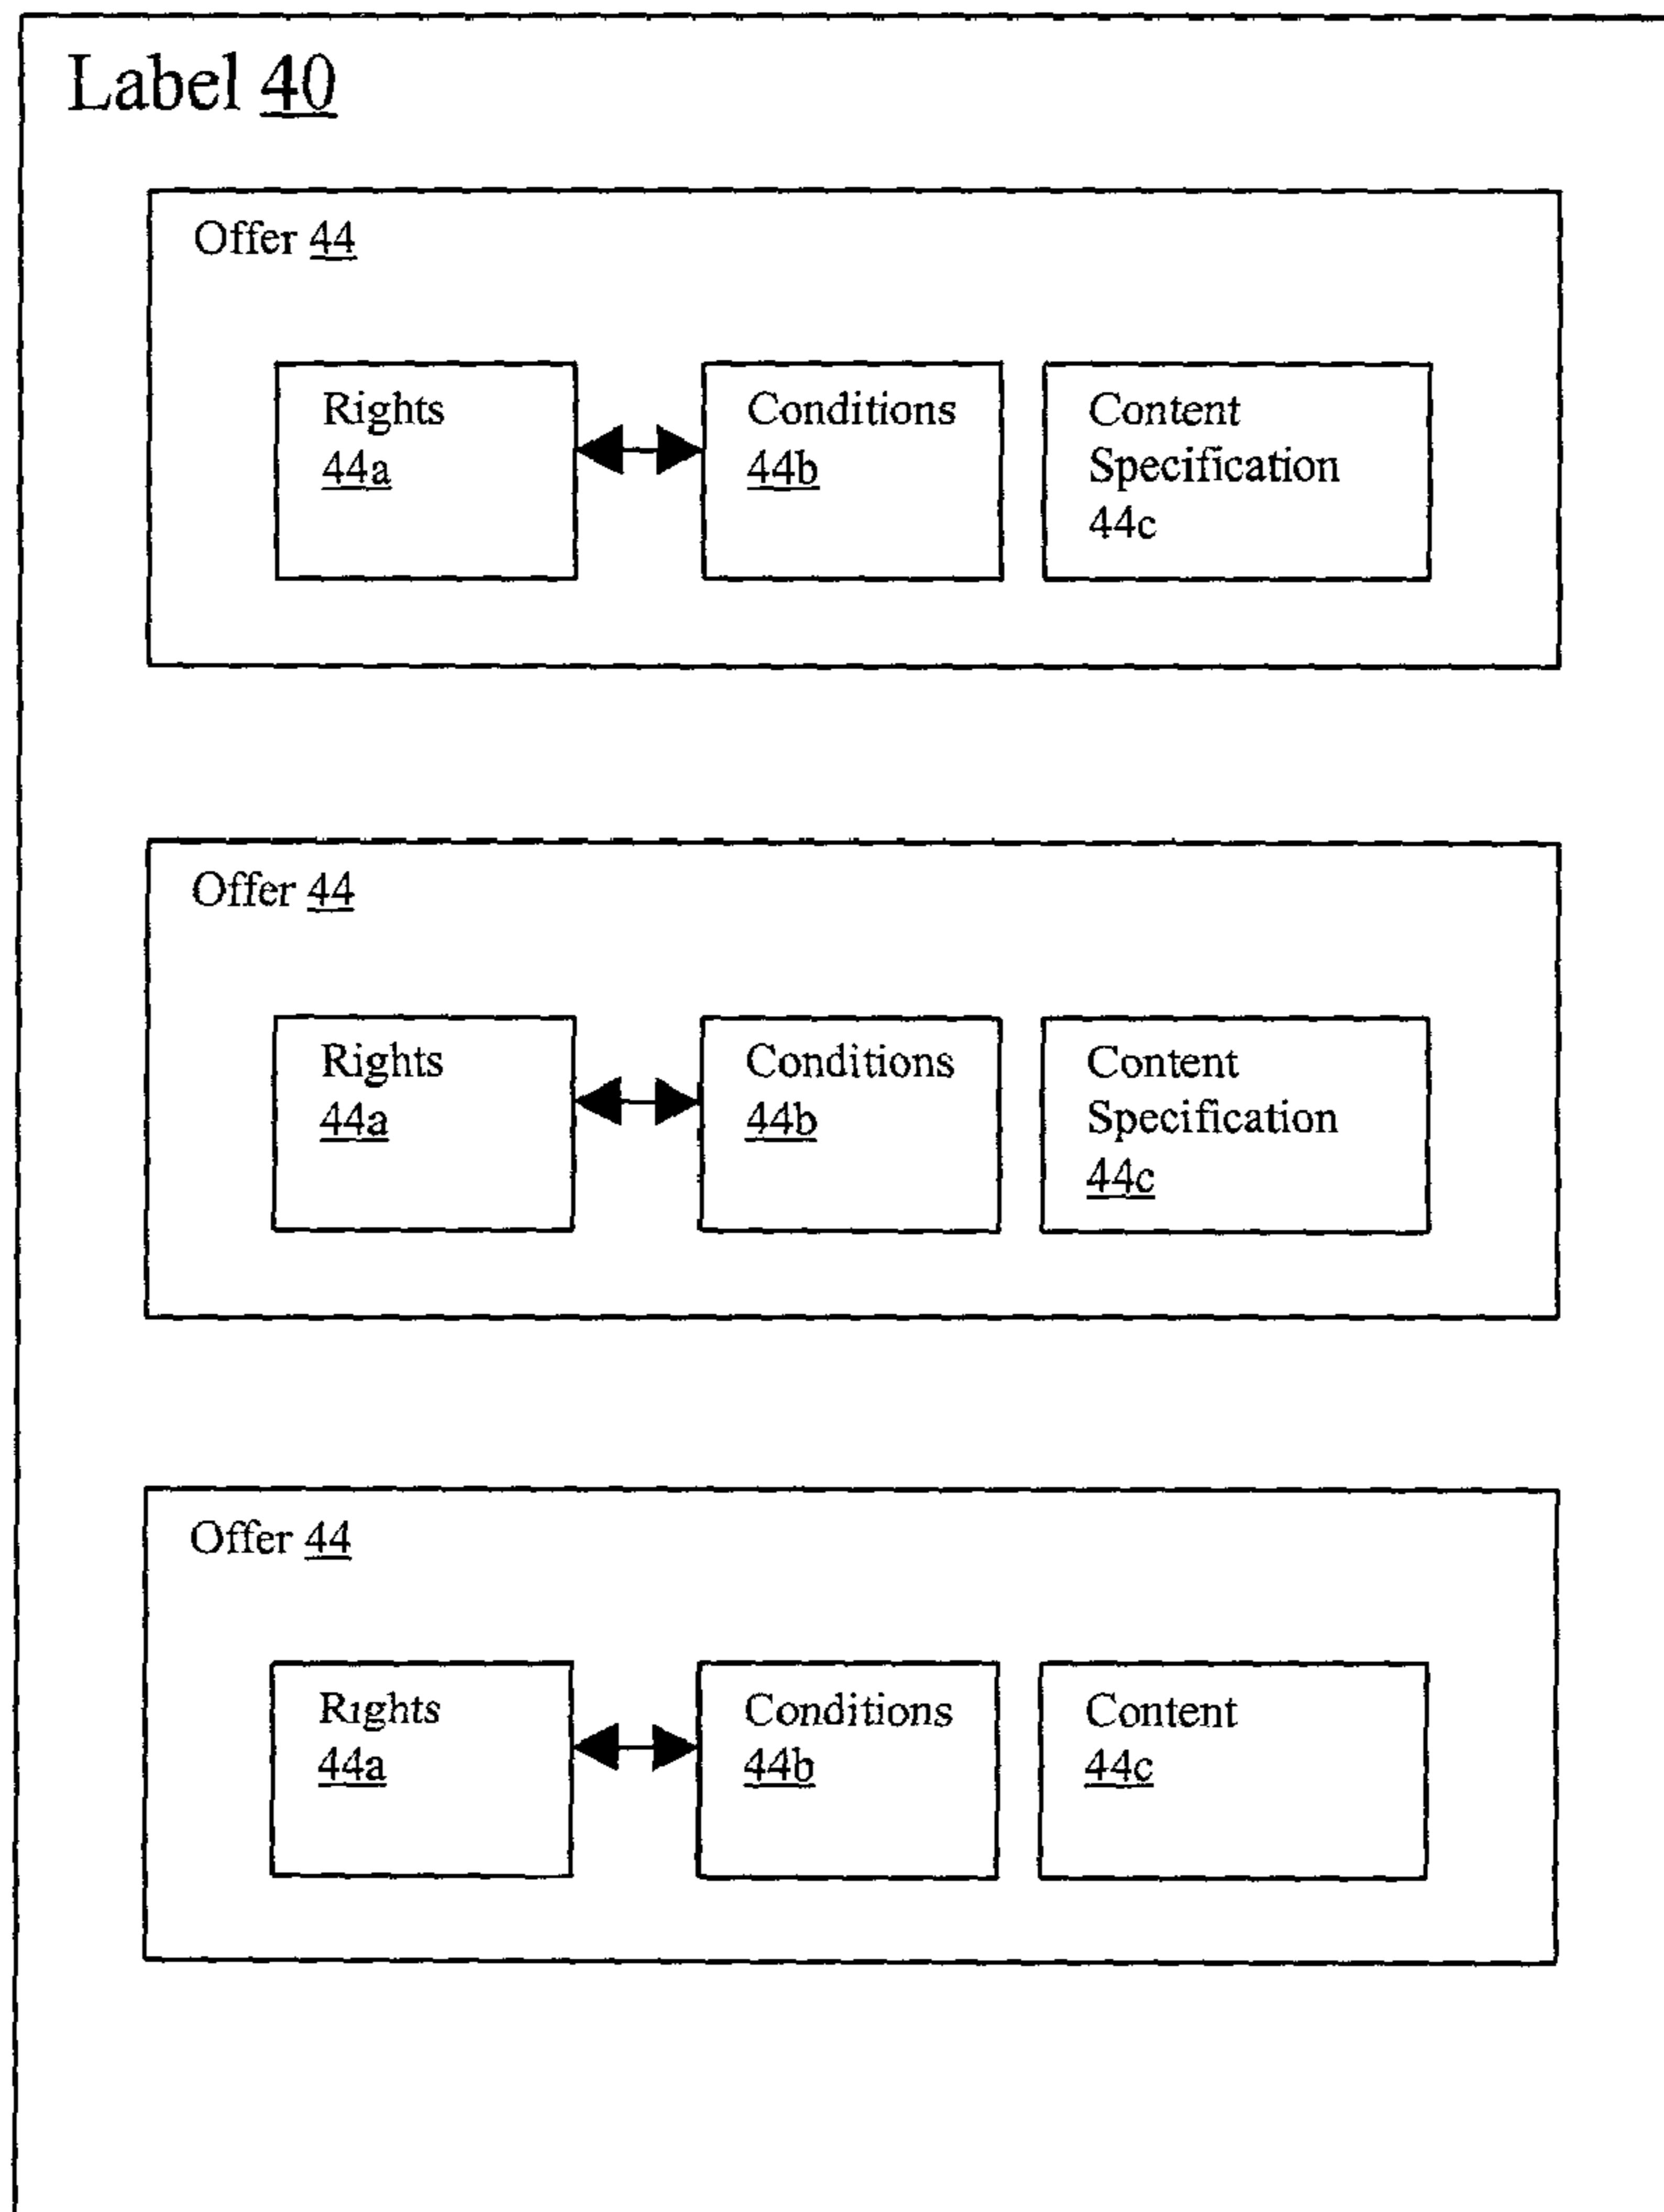 Label 40
Offer 44
Rights
44a
Conditions
44b
Content
Specification
44c
Offer 44
Rights
44a
Conditions
44b
Content
Specification
44c
Offer 44
Rights
44a
Conditions
44b
Content
44c